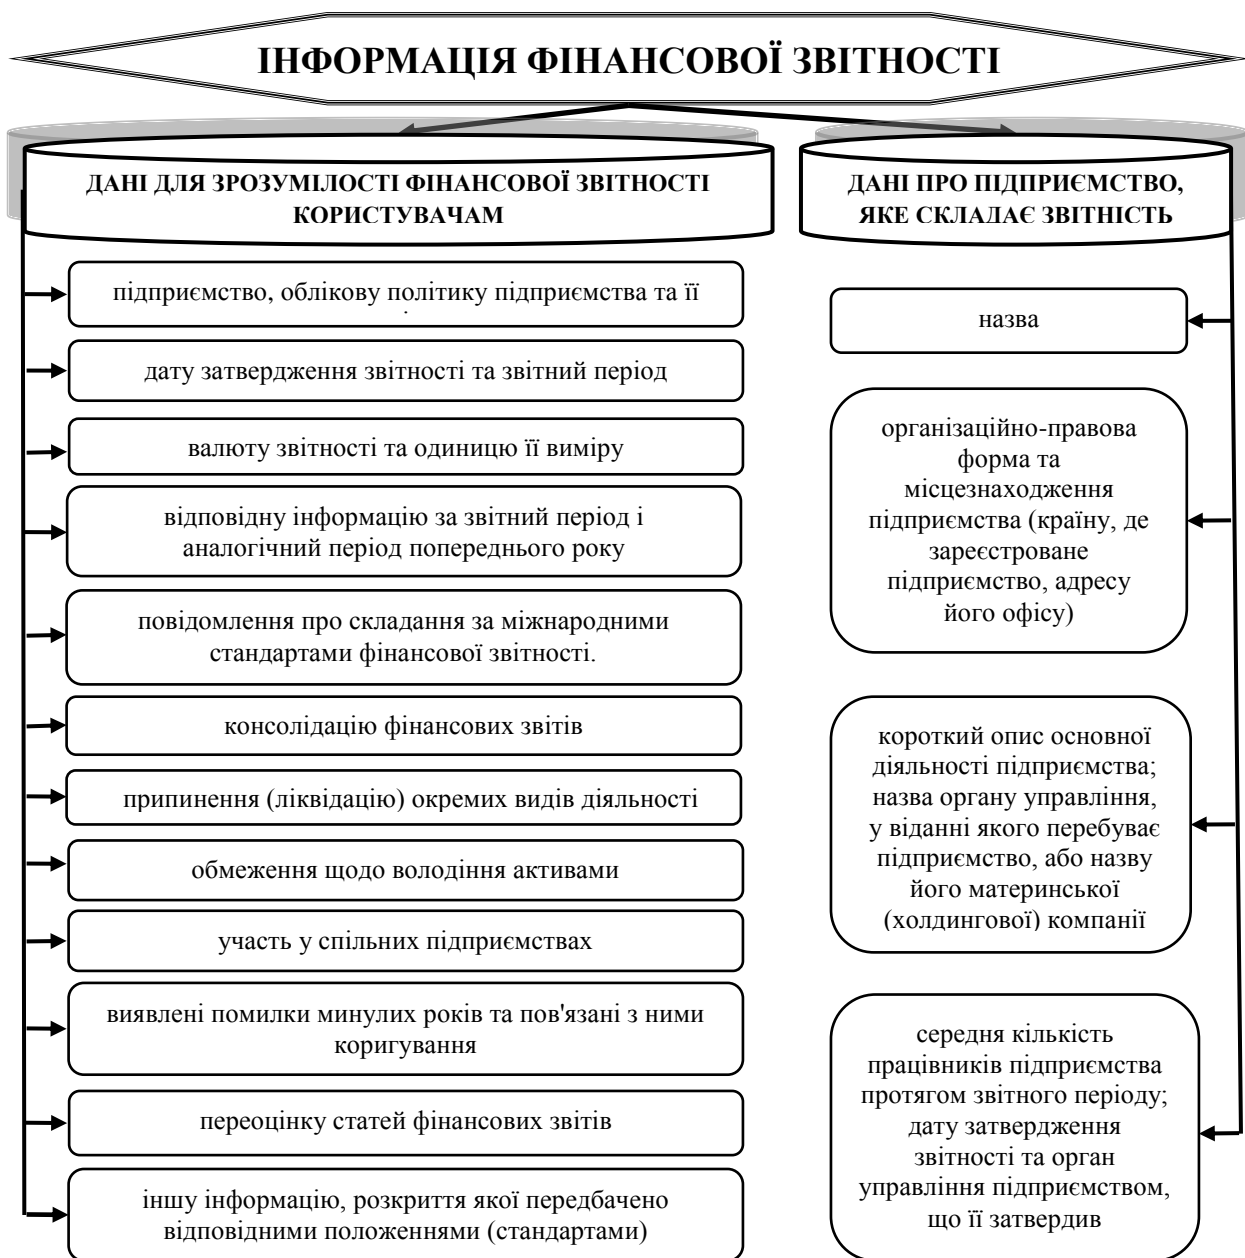 ІНФОРМАЦІЯ ФІНАНСОВОЇ ЗВІТНОСТІ
ДАНІ ДЛЯ ЗРОЗУМІЛОСТІ ФІНАНСОВОЇ ЗВІТНОСТІ
КОРИСТУВАЧАМ
підприємство, облікову політику підприємства та її
дату затвердження звітності та звітний період
валюту звітності та одиницю її виміру
відповідну інформацію за звітний період і
аналогічний період попереднього року
повідомлення про складання за міжнародними
стандартами фінансової звітності.
консолідацію фінансових звітів
припинення (ліквідацію) окремих видів діяльності
обмеження щодо володіння активами
участь у спільних підприємствах
виявлені помилки минулих років та пов'язані з ними
коригування
переоцінку статей фінансових звітів
іншу інформацію, розкриття якої передбачено
відповідними положеннями (стандартами)
ДАНІ ПРО ПІДПРИЄМСТВО,
ЯКЕ СКЛАДАЄ ЗВІТНІСТЬ
назва
організаційно-правова
форма та
місцезнаходження
підприємства (країну, де
зареєстроване
підприємство, адресу
його офісу)
короткий опис основної
діяльності підприємства;
назва органу управління,
у віданні якого перебуває
підприємство, або назву
його материнської
(холдингової) компанії
середня кількість
працівників підприємства
протягом звітного періоду;
дату затвердження
звітності та орган
управління підприємством,
що її затвердив